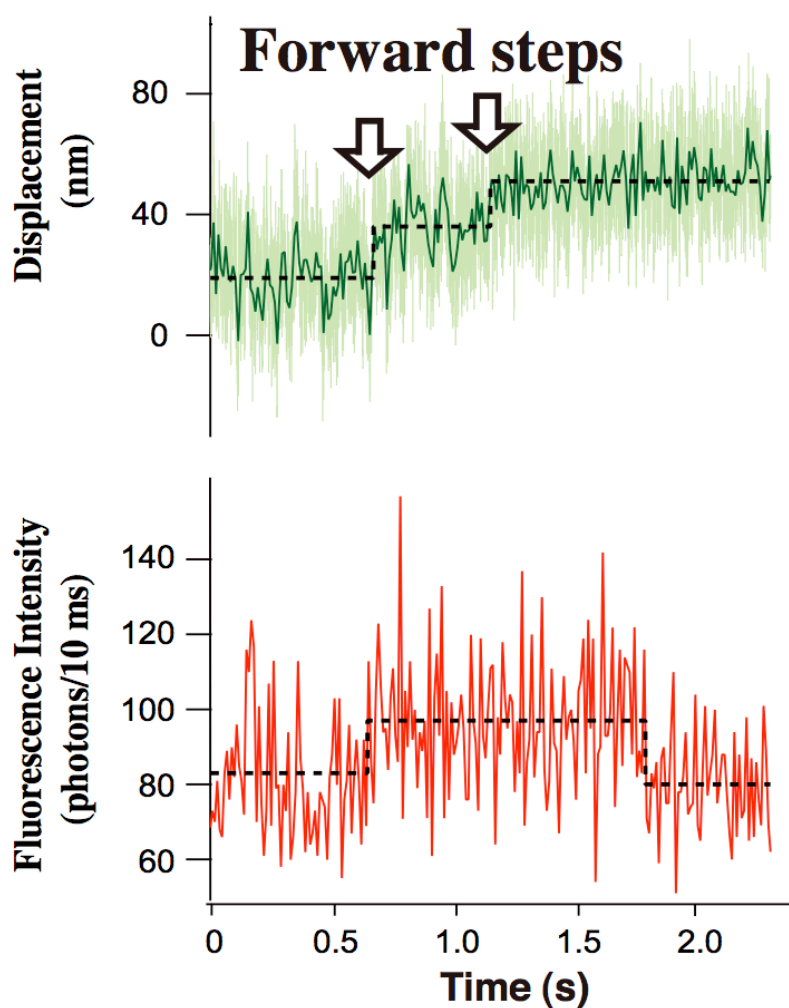 Forward steps
Displacement
(nm)
80
40
0
Fluorescence Intensity
(photons/10 ms)
140
120
100
80
60
0 0.5 1.0 1.5 2.0
Time (s)